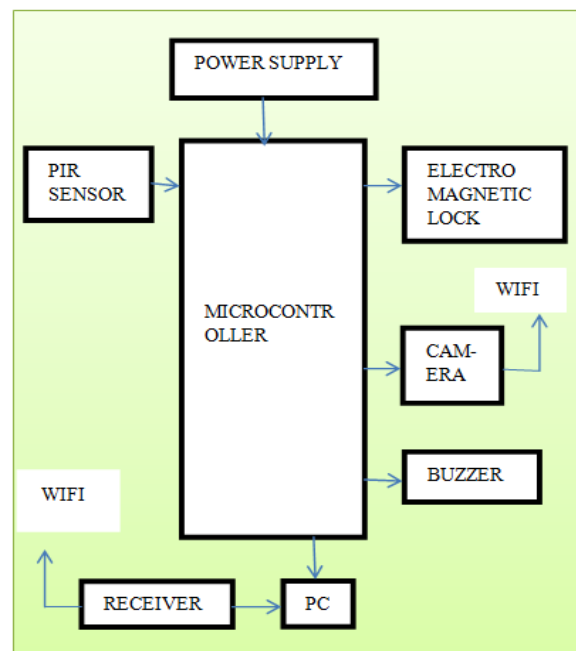 POWER SUPPLY
PIR
SENSOR
ELECTRO
MAGNETIC
LOCK
WIFI
MICROCONTR
OLLER
CAM-
ERA
BUZZER
WIFI
RECEIVER
PC